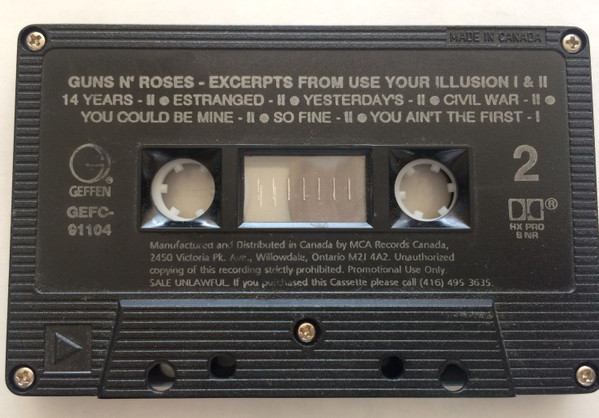 MADE IN CANADA
GUNS N' ROSES - EXCERPTS FROM USE YOUR ILLUSION I & II
14 YEARS - II ● ESTRANGED - II ● YESTERDAY'S - II ● CIVIL WAR - II ●
YOU COULD BE MINE - II ● SO FINE - II ● YOU AIN'T THE FIRST - I
GEFFEN
GEFC-
91104
2
®
HX PRO
B NR
Manufactured and Distributed in Canada by MCA Records Canada,
2450 Victoria Pk. Ave., Willowdale, Ontario M2J 4A2. Unauthorized
copying of this recording strictly prohibited. Promotional Use Only.
SALE UNLAWFUL. If you purchased this Cassette please call (416) 495 3635.